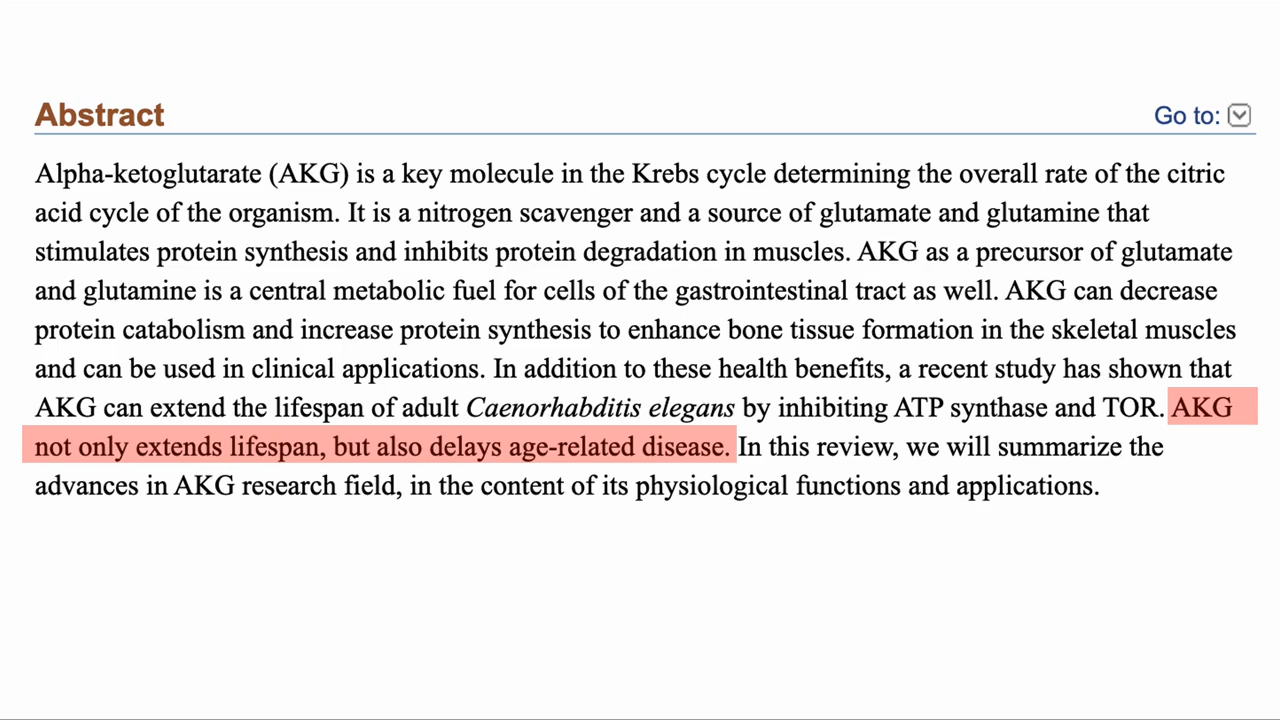 Abstract
Go to:
Alpha-ketoglutarate (AKG) is a key molecule in the Krebs cycle determining the overall rate of the citric
acid cycle of the organism. It is a nitrogen scavenger and a source of glutamate and glutamine that
stimulates protein synthesis and inhibits protein degradation in muscles. AKG as a precursor of glutamate
and glutamine is a central metabolic fuel for cells of the gastrointestinal tract as well. AKG can decrease
protein catabolism and increase protein synthesis to enhance bone tissue formation in the skeletal muscles
and can be used in clinical applications. In addition to these health benefits, a recent study has shown that
AKG can extend the lifespan of adult Caenorhabditis elegans by inhibiting ATP synthase and TOR. AKG
not only extends lifespan, but also delays age-related disease. In this review, we will summarize the
advances in AKG research field, in the content of its physiological functions and applications.